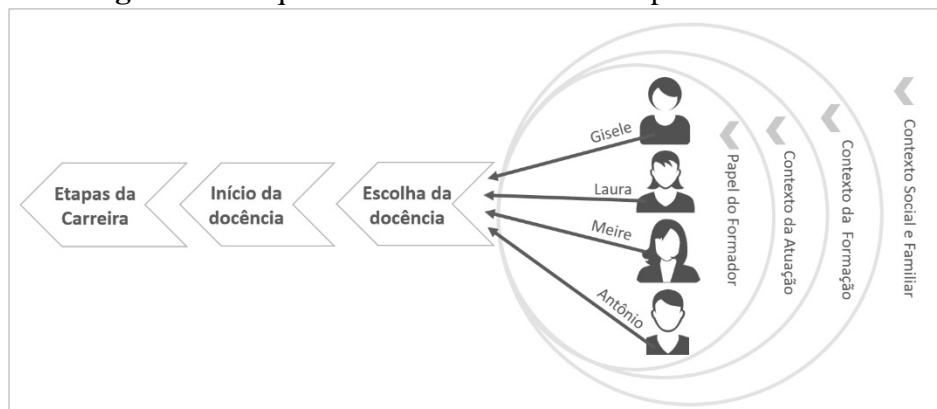 Etapas da
Carreira
Início da
docência
Escolha da
docência
Gisele
Laura
Meire
Antônio
Papel do Formador
Contexto da Atuação
Contexto da Formação
Contexto Social e Familiar